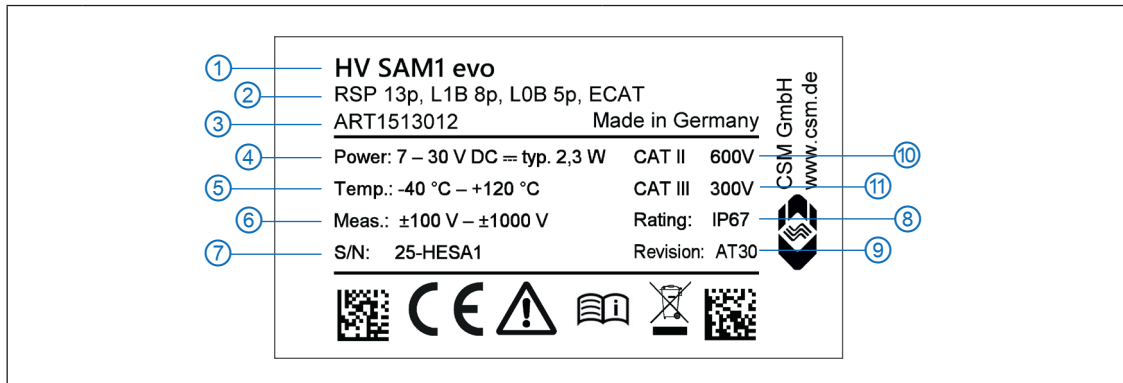 ① HV SAM1 evo
② RSP 13p, L1B 8p, L0B 5p, ECAT
③ ART1513012 Made in Germany
④ Power: 7 – 30 V DC ⎓ typ. 2,3 W CAT II 600V ⑩
⑤ Temp.: -40 °C – +120 °C CAT III 300V ⑪
⑥ Meas.: ±100 V – ±1000 V Rating: IP67 ⑧
⑦ S/N: 25-HESA1 Revision: AT30 ⑨
CSM GmbH
www.csm.de
CE